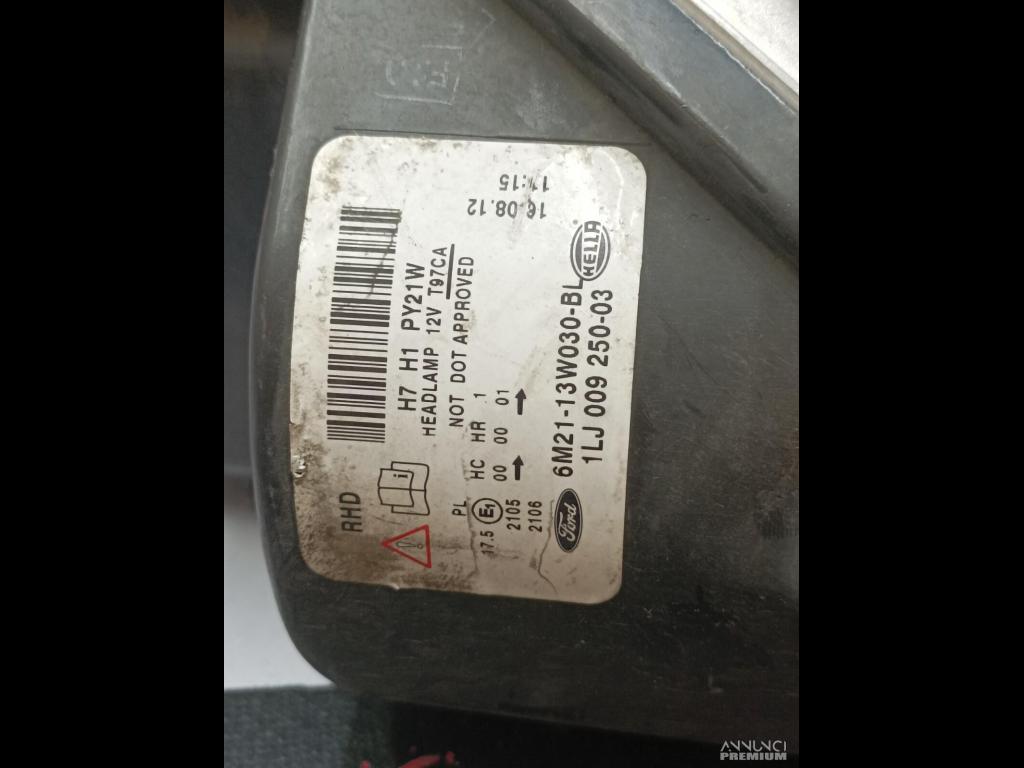 RHD
H7 H1 PY21W
HEADLAMP 12V T97CA
NOT DOT APPROVED
PL HC HR 1
17.5 E1 00 00 01
2105
2106
16.08.12
11:15
Ford 6M21-13W030-BL HELLA
1LJ 009 250-03
ANNUNCI
PREMIUM